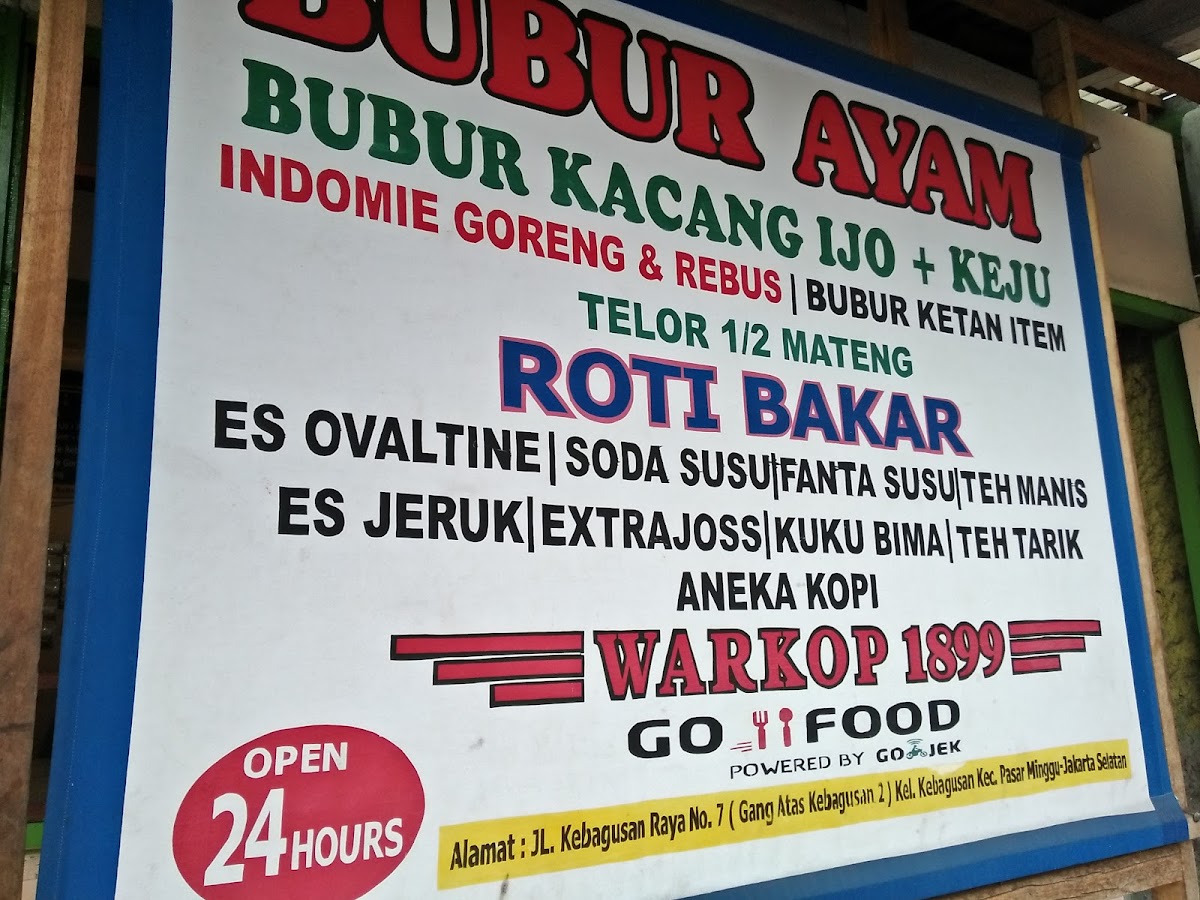 BUBUR AYAM
BUBUR KACANG IJO + KEJU
INDOMIE GORENG & REBUS | BUBUR KETAN ITEM
TELOR 1/2 MATENG
ROTI BAKAR
ES OVALTINE|SODA SUSU|FANTA SUSU|TEH MANIS
ES JERUK|EXTRAJOSS|KUKU BIMA|TEH TARIK
ANEKA KOPI
WARKOP 1899
GO FOOD
POWERED BY GO-JEK
OPEN
24 HOURS
Alamat : JL. Kebagusan Raya No. 7 ( Gang Atas Kebagusan 2 ) Kel. Kebagusan Kec. Pasar Minggu-Jakarta Selatan